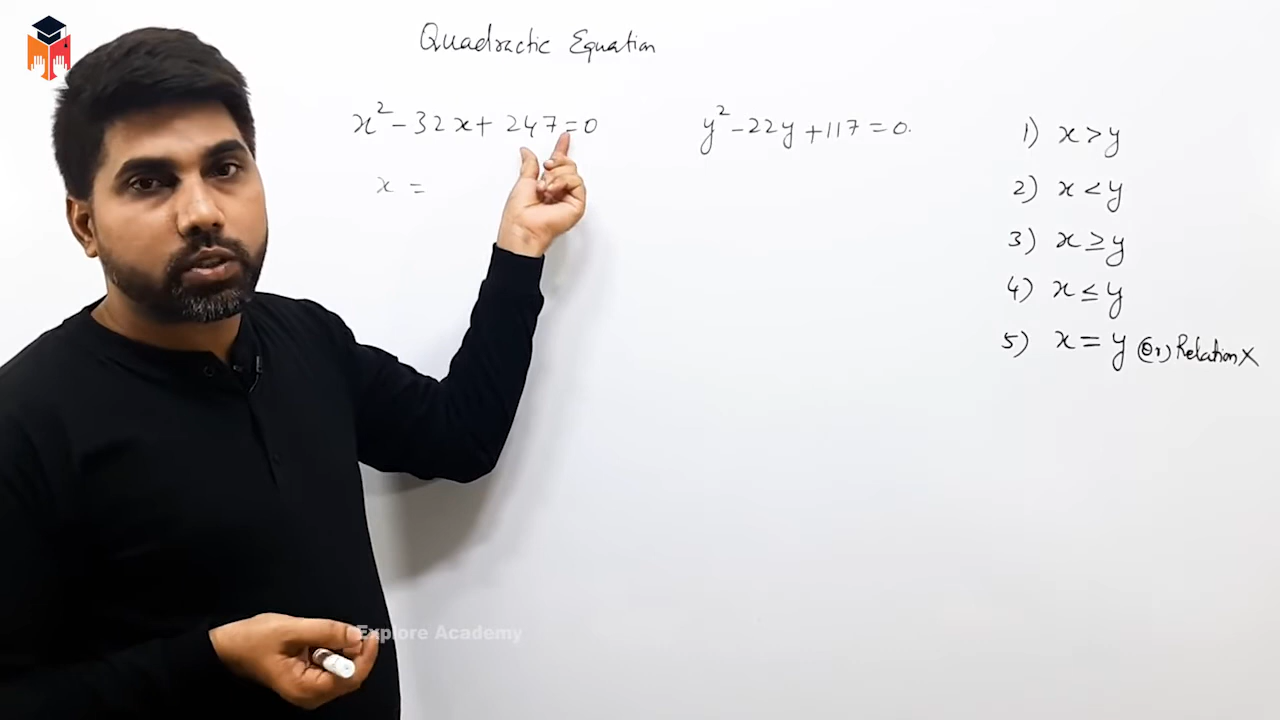 Quadractic Equation
x² - 32x + 247 = 0
x =
y² - 22y + 117 = 0.
1) x > y
2) x < y
3) x ≥ y
4) x ≤ y
5) x = y (or) Relation X
Explore Academy